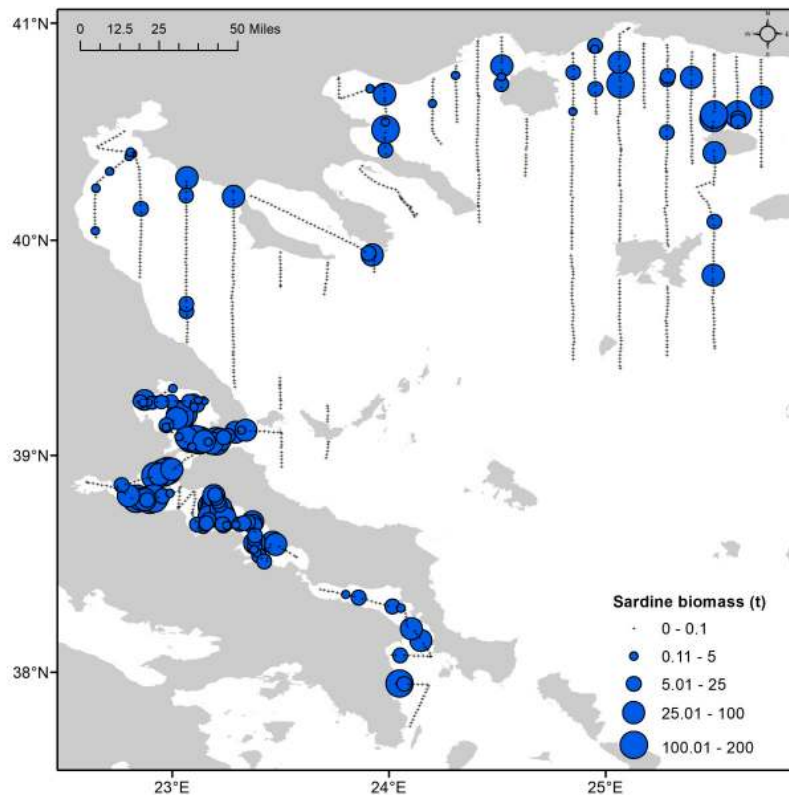 41°N
0 12.5 25 50 Miles
N
W E
S
40°N
39°N
38°N
Sardine biomass (t)
0 - 0.1
0.11 - 5
5.01 - 25
25.01 - 100
100.01 - 200
23°E 24°E 25°E